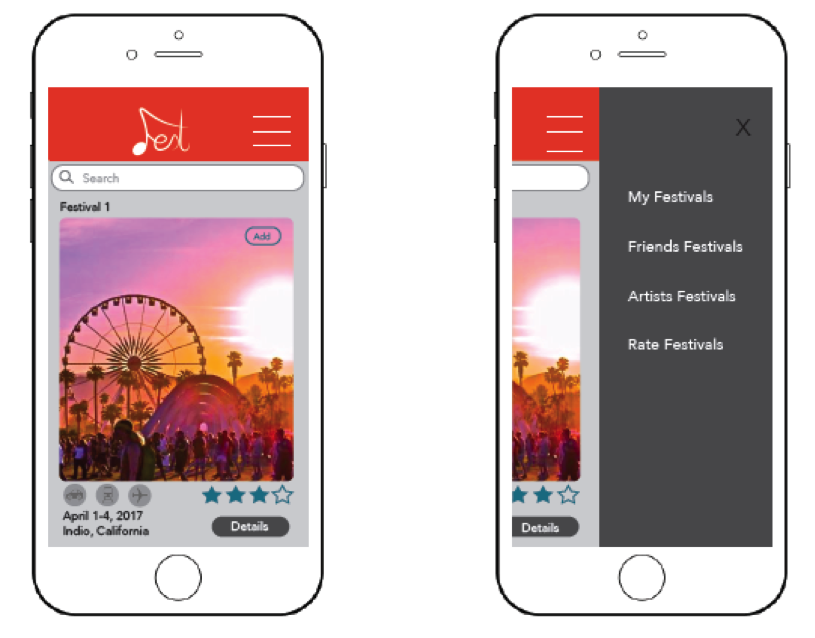 Fest
Search
Festival 1
Add
April 1-4, 2017
Indio, California
Details
X
My Festivals
Friends Festivals
Artists Festivals
Rate Festivals
Details